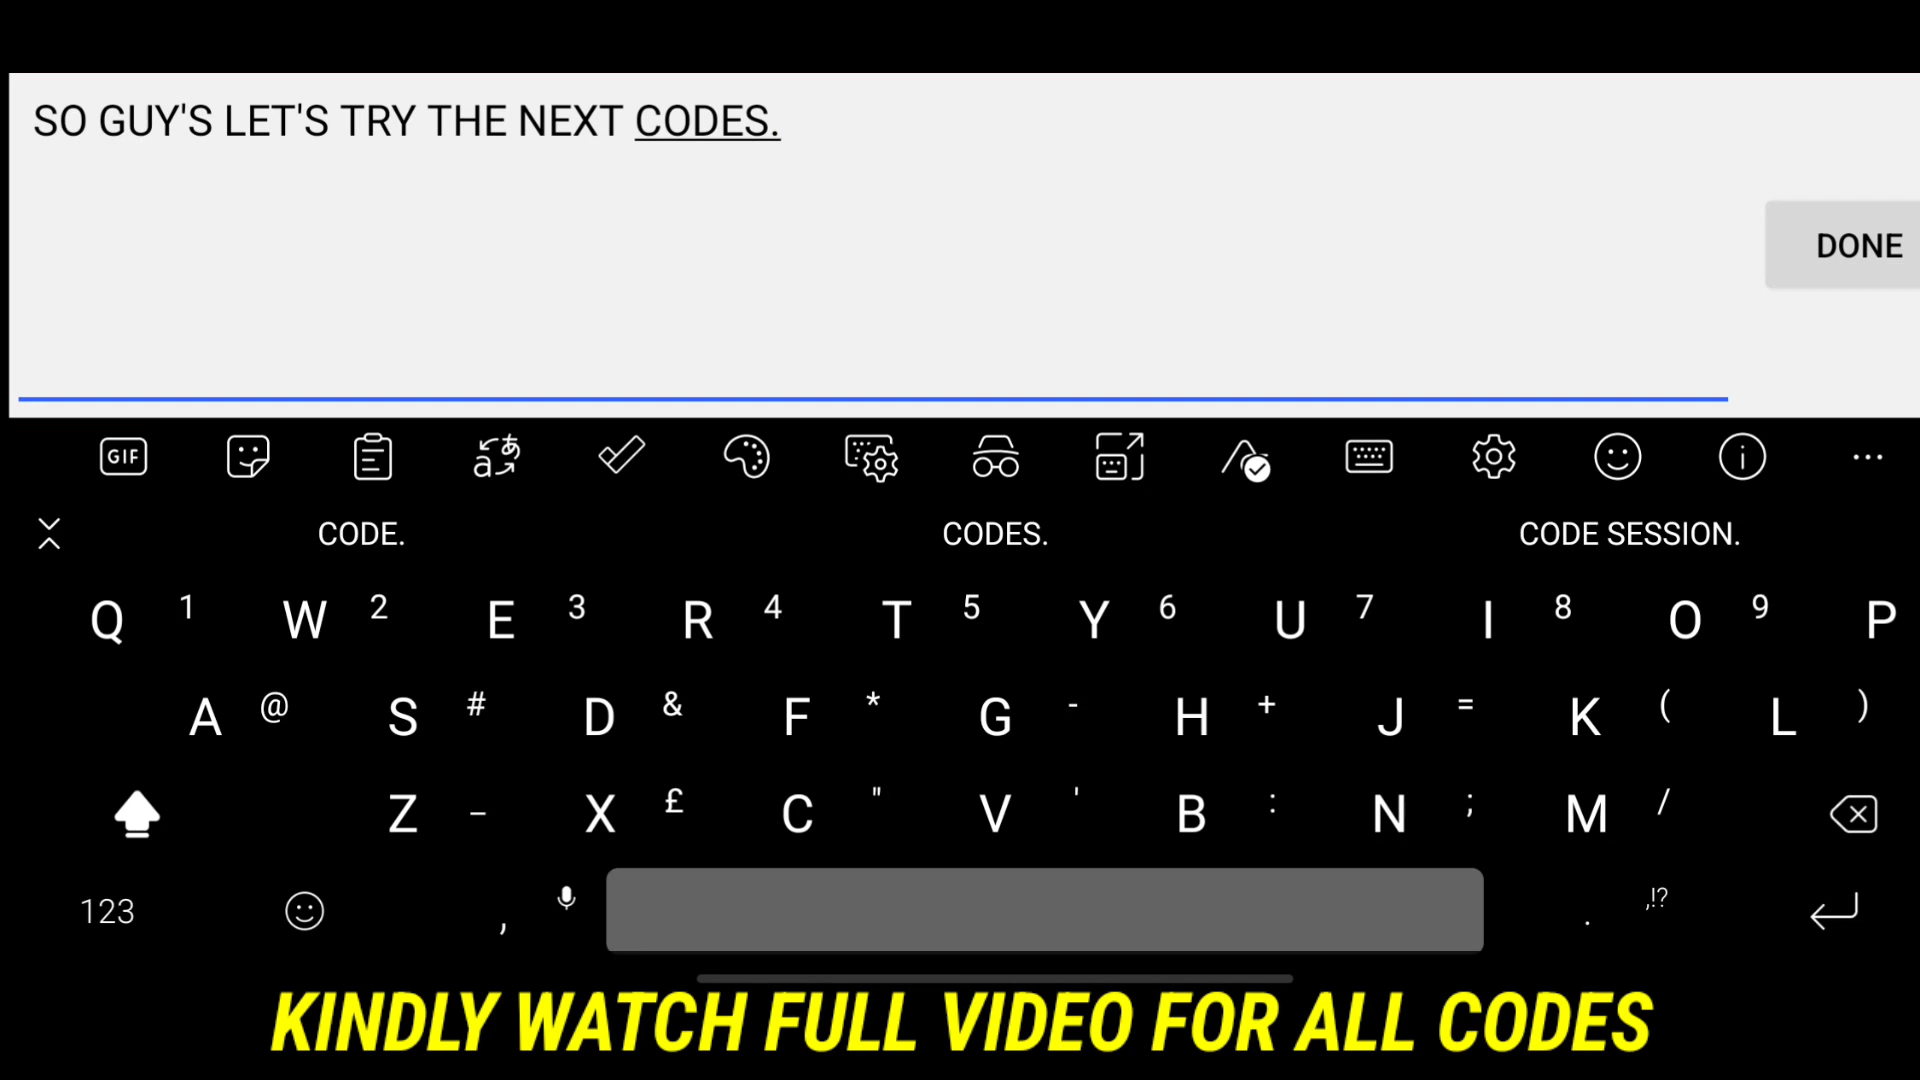 SO GUY'S LET'S TRY THE NEXT CODES.
DONE
GIF a あ
CODE. CODES. CODE SESSION.
Q 1 W 2 E 3 R 4 T 5 Y 6 U 7 I 8 O 9 P
A @ S # D & F * G - H + J = K ( L )
Z _ X £ C " V ' B : N ; M /
123 , . ,!?
KINDLY WATCH FULL VIDEO FOR ALL CODES